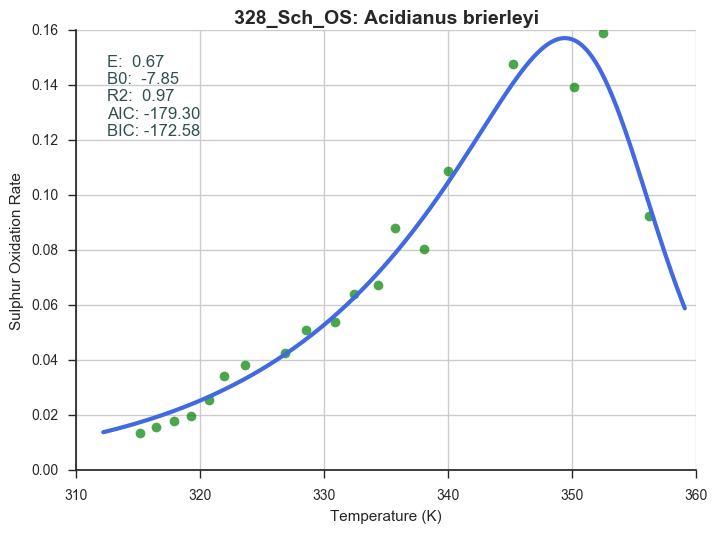 328_Sch_OS: Acidianus brierleyi
E: 0.67
B0: -7.85
R2: 0.97
AIC: -179.30
BIC: -172.58
Sulphur Oxidation Rate
0.16
0.14
0.12
0.10
0.08
0.06
0.04
0.02
0.00
310 320 330 340 350 360
Temperature (K)